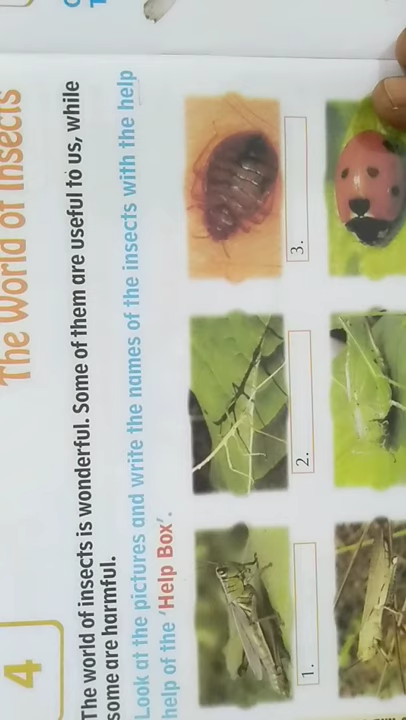 4
The World of Insects
The world of insects is wonderful. Some of them are useful to us, while
some are harmful.
Look at the pictures and write the names of the insects with the help
help of the 'Help Box'.
1.
2.
3.